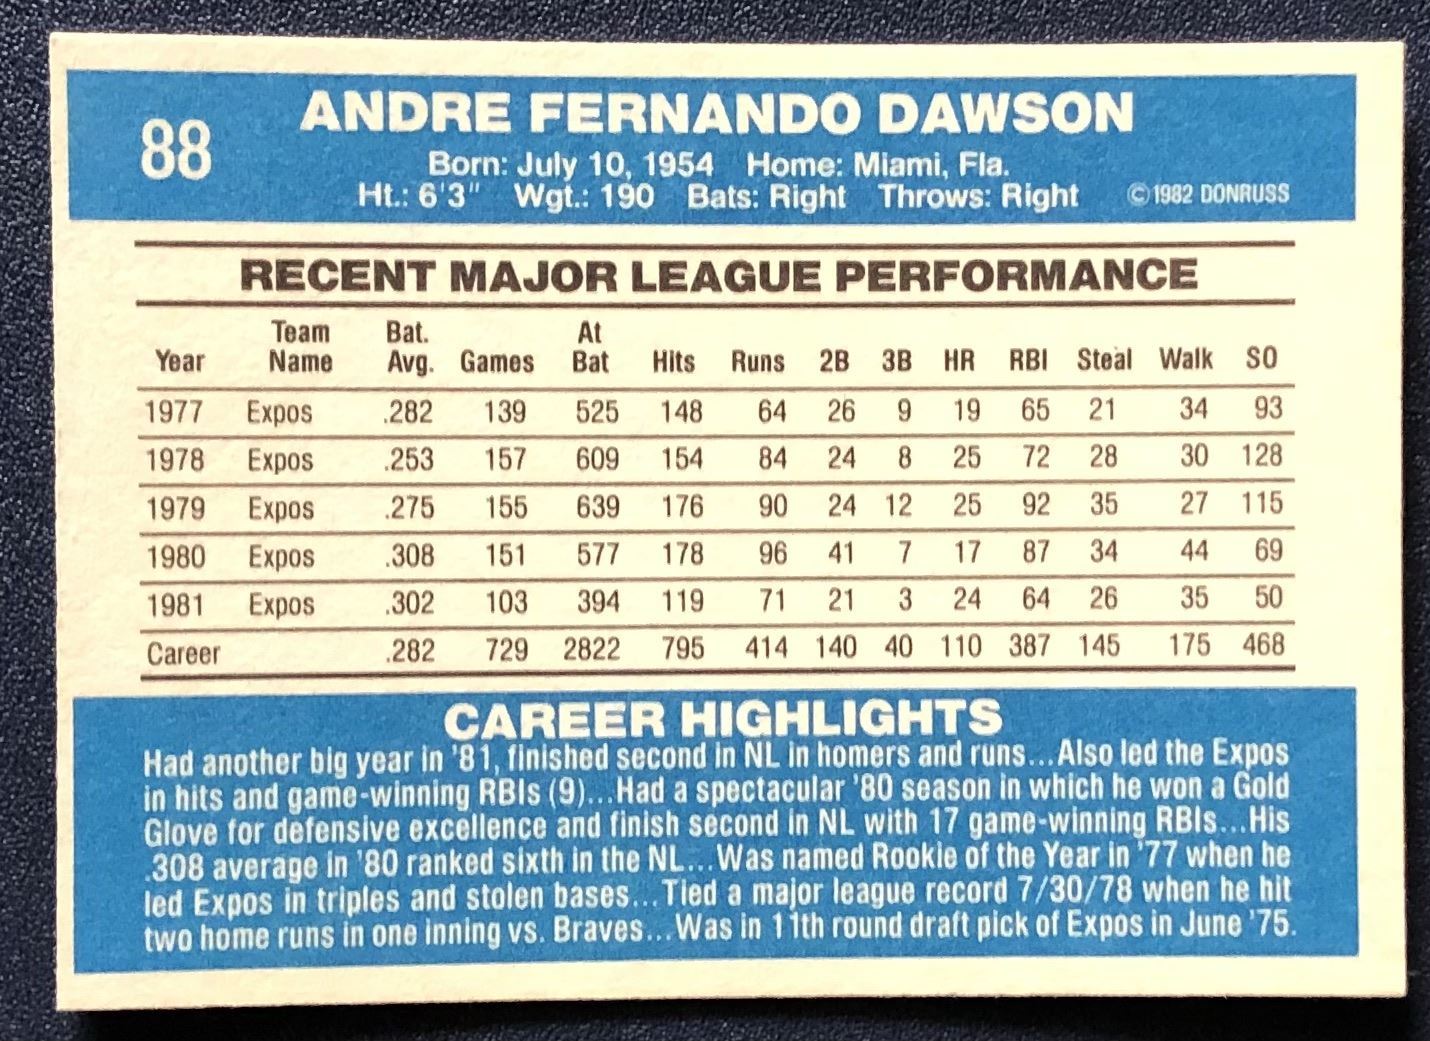 88
ANDRE FERNANDO DAWSON
Born: July 10, 1954 Home: Miami, Fla.
Ht.: 6'3" Wgt.: 190 Bats: Right Throws: Right ©1982 DONRUSS
RECENT MAJOR LEAGUE PERFORMANCE
Year Team Name Bat. Avg. Games At Bat Hits Runs 2B 3B HR RBI Steal Walk SO
1977 Expos .282 139 525 148 64 26 9 19 65 21 34 93
1978 Expos .253 157 609 154 84 24 8 25 72 28 30 128
1979 Expos .275 155 639 176 90 24 12 25 92 35 27 115
1980 Expos .308 151 577 178 96 41 7 17 87 34 44 69
1981 Expos .302 103 394 119 71 21 3 24 64 26 35 50
Career .282 729 2822 795 414 140 40 110 387 145 175 468
CAREER HIGHLIGHTS
Had another big year in '81, finished second in NL in homers and runs...Also led the Expos
in hits and game-winning RBIs (9)...Had a spectacular '80 season in which he won a Gold
Glove for defensive excellence and finish second in NL with 17 game-winning RBIs...His
.308 average in '80 ranked sixth in the NL...Was named Rookie of the Year in '77 when he
led Expos in triples and stolen bases...Tied a major league record 7/30/78 when he hit
two home runs in one inning vs. Braves...Was in 11th round draft pick of Expos in June '75.